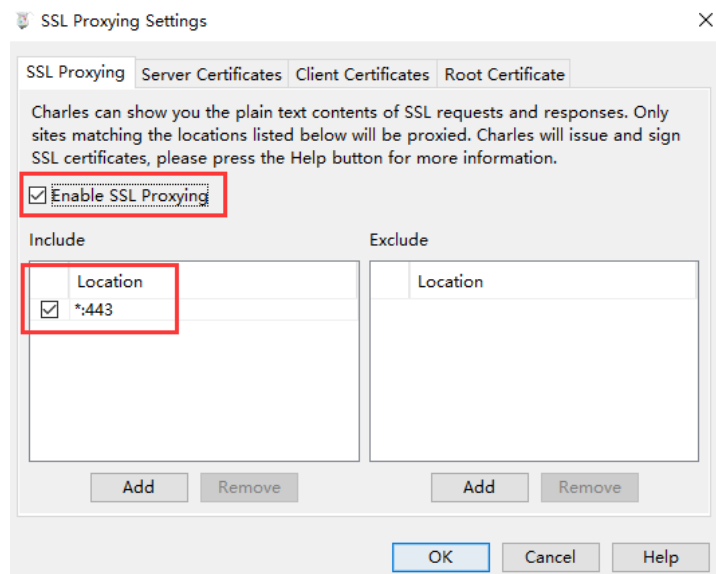 SSL Proxying Settings
SSL Proxying Server Certificates Client Certificates Root Certificate
Charles can show you the plain text contents of SSL requests and responses. Only
sites matching the locations listed below will be proxied. Charles will issue and sign
SSL certificates, please press the Help button for more information.
Enable SSL Proxying
Include Exclude
Location Location
*:443
Add Remove Add Remove
OK Cancel Help